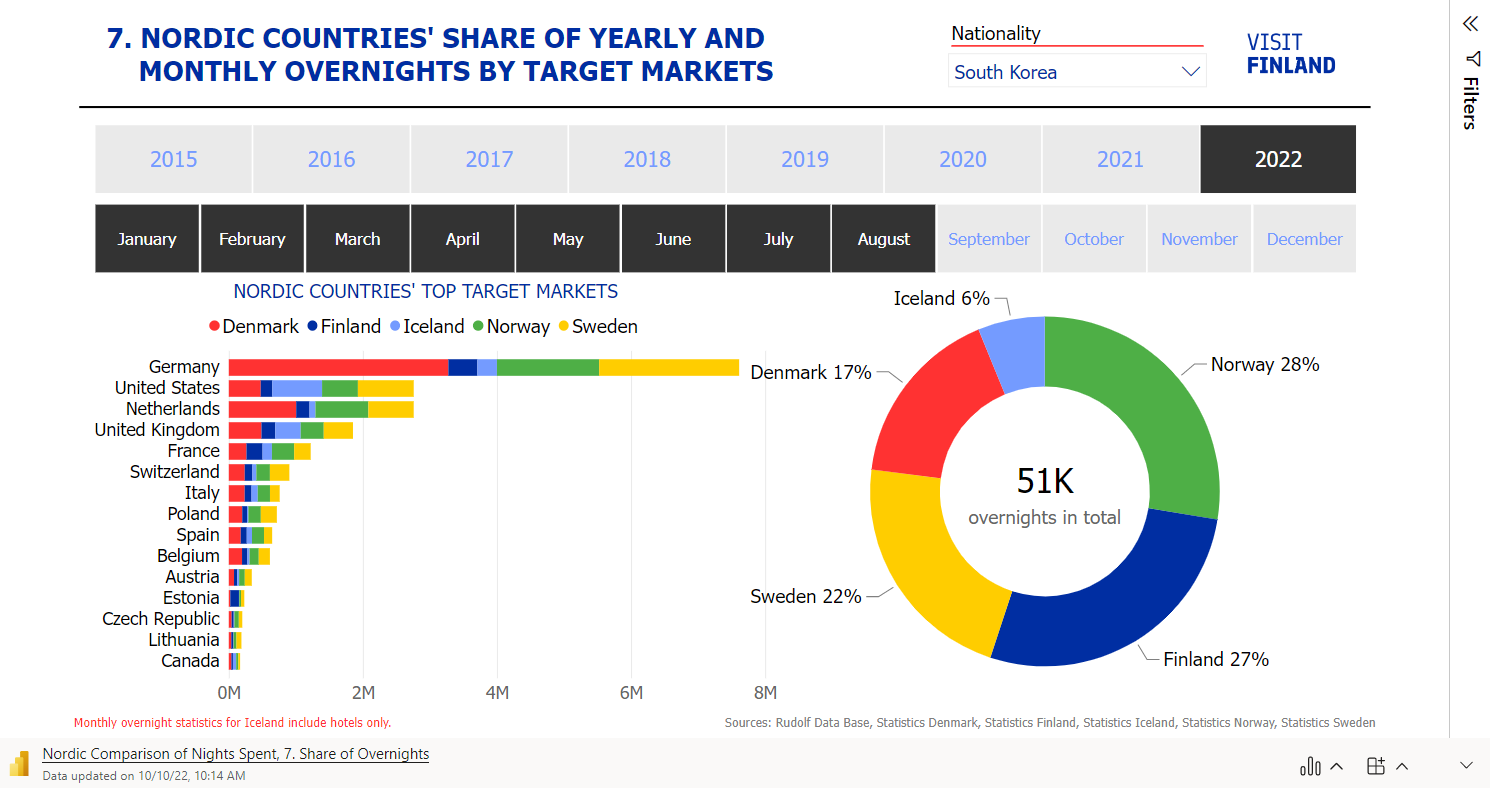 7. NORDIC COUNTRIES' SHARE OF YEARLY AND
MONTHLY OVERNIGHTS BY TARGET MARKETS
Nationality
South Korea
VISIT
FINLAND
Filters
2015 2016 2017 2018 2019 2020 2021 2022
January February March April May June July August September October November December
NORDIC COUNTRIES' TOP TARGET MARKETS
Denmark Finland Iceland Norway Sweden
Germany
United States
Netherlands
United Kingdom
France
Switzerland
Italy
Poland
Spain
Belgium
Austria
Estonia
Czech Republic
Lithuania
Canada
0M 2M 4M 6M 8M
Iceland 6%
Norway 28%
Denmark 17%
51K
overnights in total
Sweden 22%
Finland 27%
Monthly overnight statistics for Iceland include hotels only.
Sources: Rudolf Data Base, Statistics Denmark, Statistics Finland, Statistics Iceland, Statistics Norway, Statistics Sweden
Nordic Comparison of Nights Spent, 7. Share of Overnights
Data updated on 10/10/22, 10:14 AM